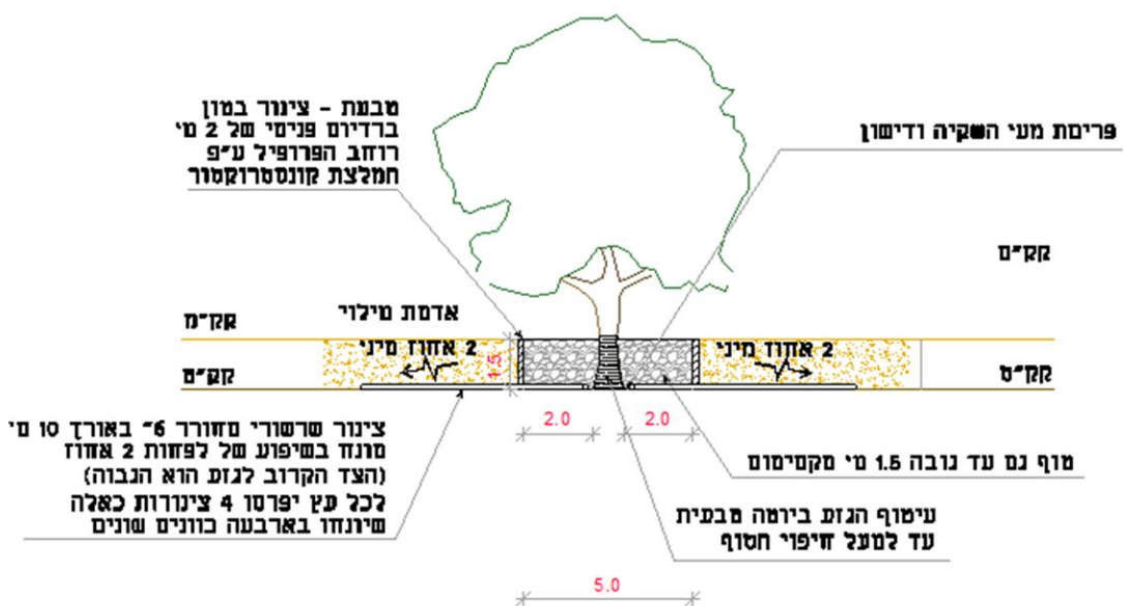 טבעת - צינור בטון
ברדיוס פנימי של 2 מ'
רוחב הפרופיל ע"פ
המלצת קונסטרוקטור
פריסת מעי השקיה ודישון
קק"ם
אדמת מילוי
קק"מ
קק"ם
2 אחוז מיני
2 אחוז מיני
1.5
קק"ם
2.0
2.0
צינור שרשורי מחורר 6" באורך 10 מ'
מונח בשיפוע של לפחות 2 אחוז
(הצד הקרוב לגזע הוא הגבוה)
לכל עץ יפרסו 4 צינורות כאלה
שיונחו בארבעה כוונים שונים
טוף גס עד גובה 1.5 מ' מקסימום
עיטוף הגזע ביוטה טבעית
עד למעל חיפוי חסוף
5.0